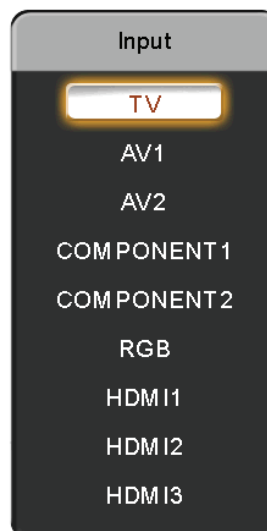 Input
TV
AV1
AV2
COMPONENT1
COMPONENT2
RGB
HDMI1
HDMI2
HDMI3